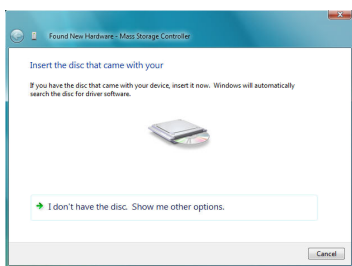 Found New Hardware - Mass Storage Controller
Insert the disc that came with your
If you have the disc that came with your device, insert it now. Windows will automatically
search the disc for driver software.
I don't have the disc. Show me other options.
Cancel